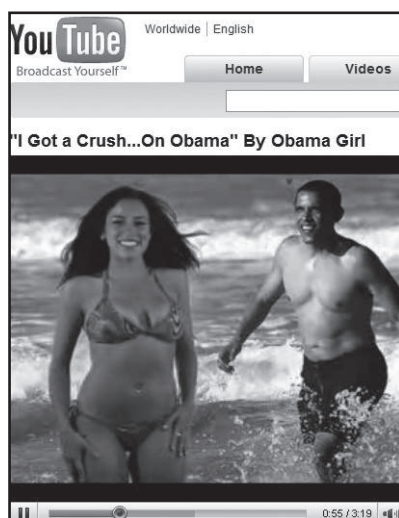 You Tube
Worldwide | English
Broadcast Yourself™
Home Videos
"I Got a Crush...On Obama" By Obama Girl
0:55 / 3:19